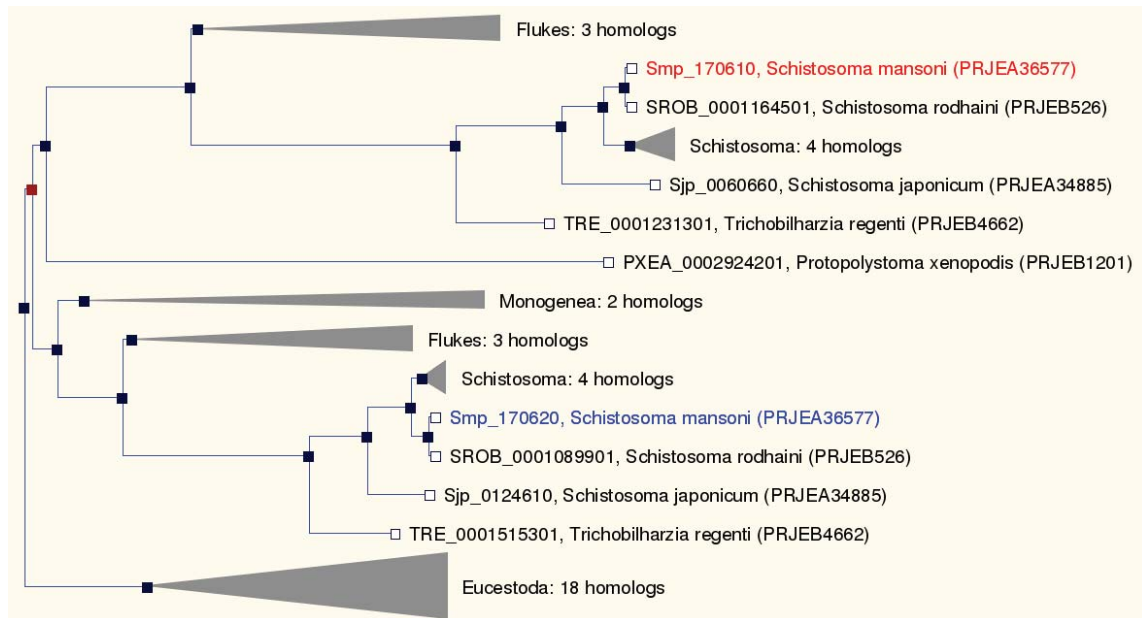 Flukes: 3 homologs
Smp_170610, Schistosoma mansoni (PRJEA36577)
SROB_0001164501, Schistosoma rodhaini (PRJEB526)
Schistosoma: 4 homologs
Sjp_0060660, Schistosoma japonicum (PRJEA34885)
TRE_0001231301, Trichobilharzia regenti (PRJEB4662)
PXEA_0002924201, Protopolystoma xenopodis (PRJEB1201)
Monogenea: 2 homologs
Flukes: 3 homologs
Schistosoma: 4 homologs
Smp_170620, Schistosoma mansoni (PRJEA36577)
SROB_0001089901, Schistosoma rodhaini (PRJEB526)
Sjp_0124610, Schistosoma japonicum (PRJEA34885)
TRE_0001515301, Trichobilharzia regenti (PRJEB4662)
Eucestoda: 18 homologs